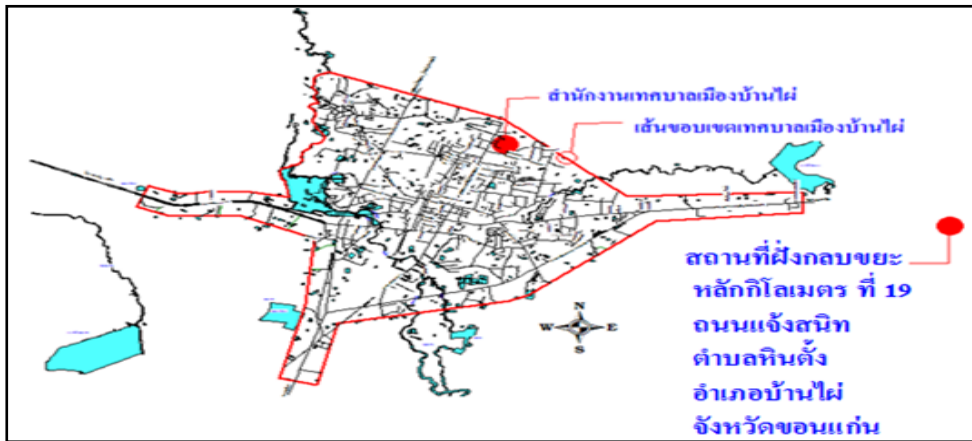 สำนักงานเทศบาลเมืองบ้านไผ่
เส้นขอบเขตเทศบาลเมืองบ้านไผ่
สถานที่ฝังกลบขยะ
หลักกิโลเมตร ที่ 19
ถนนแจ้งสนิท
ตำบลหินตั้ง
อำเภอบ้านไผ่
จังหวัดขอนแก่น
N
W E
S